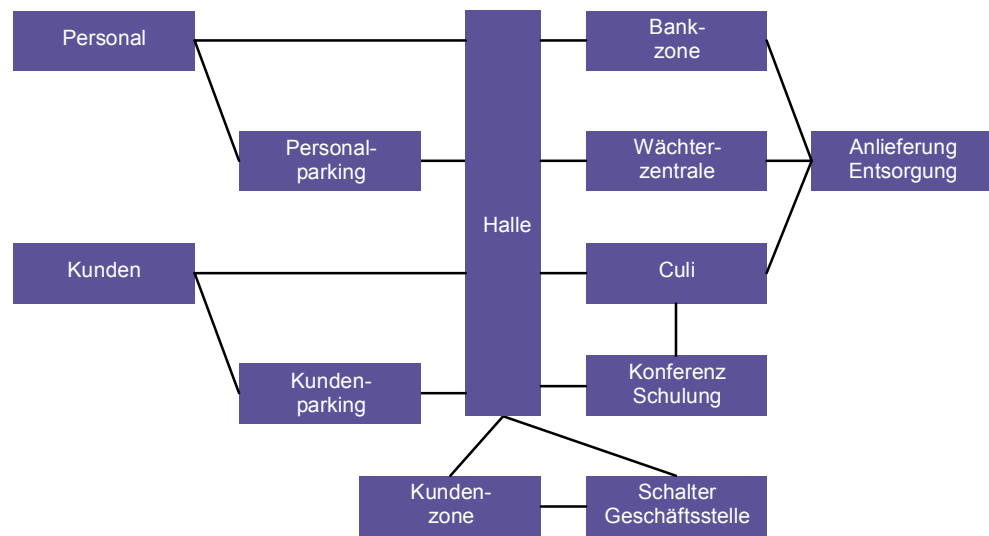 Personal
Bank-
zone
Personal-
parking
Wächter-
zentrale
Anlieferung
Entsorgung
Halle
Kunden
Culi
Kunden-
parking
Konferenz
Schulung
Kunden-
zone
Schalter
Geschäftsstelle